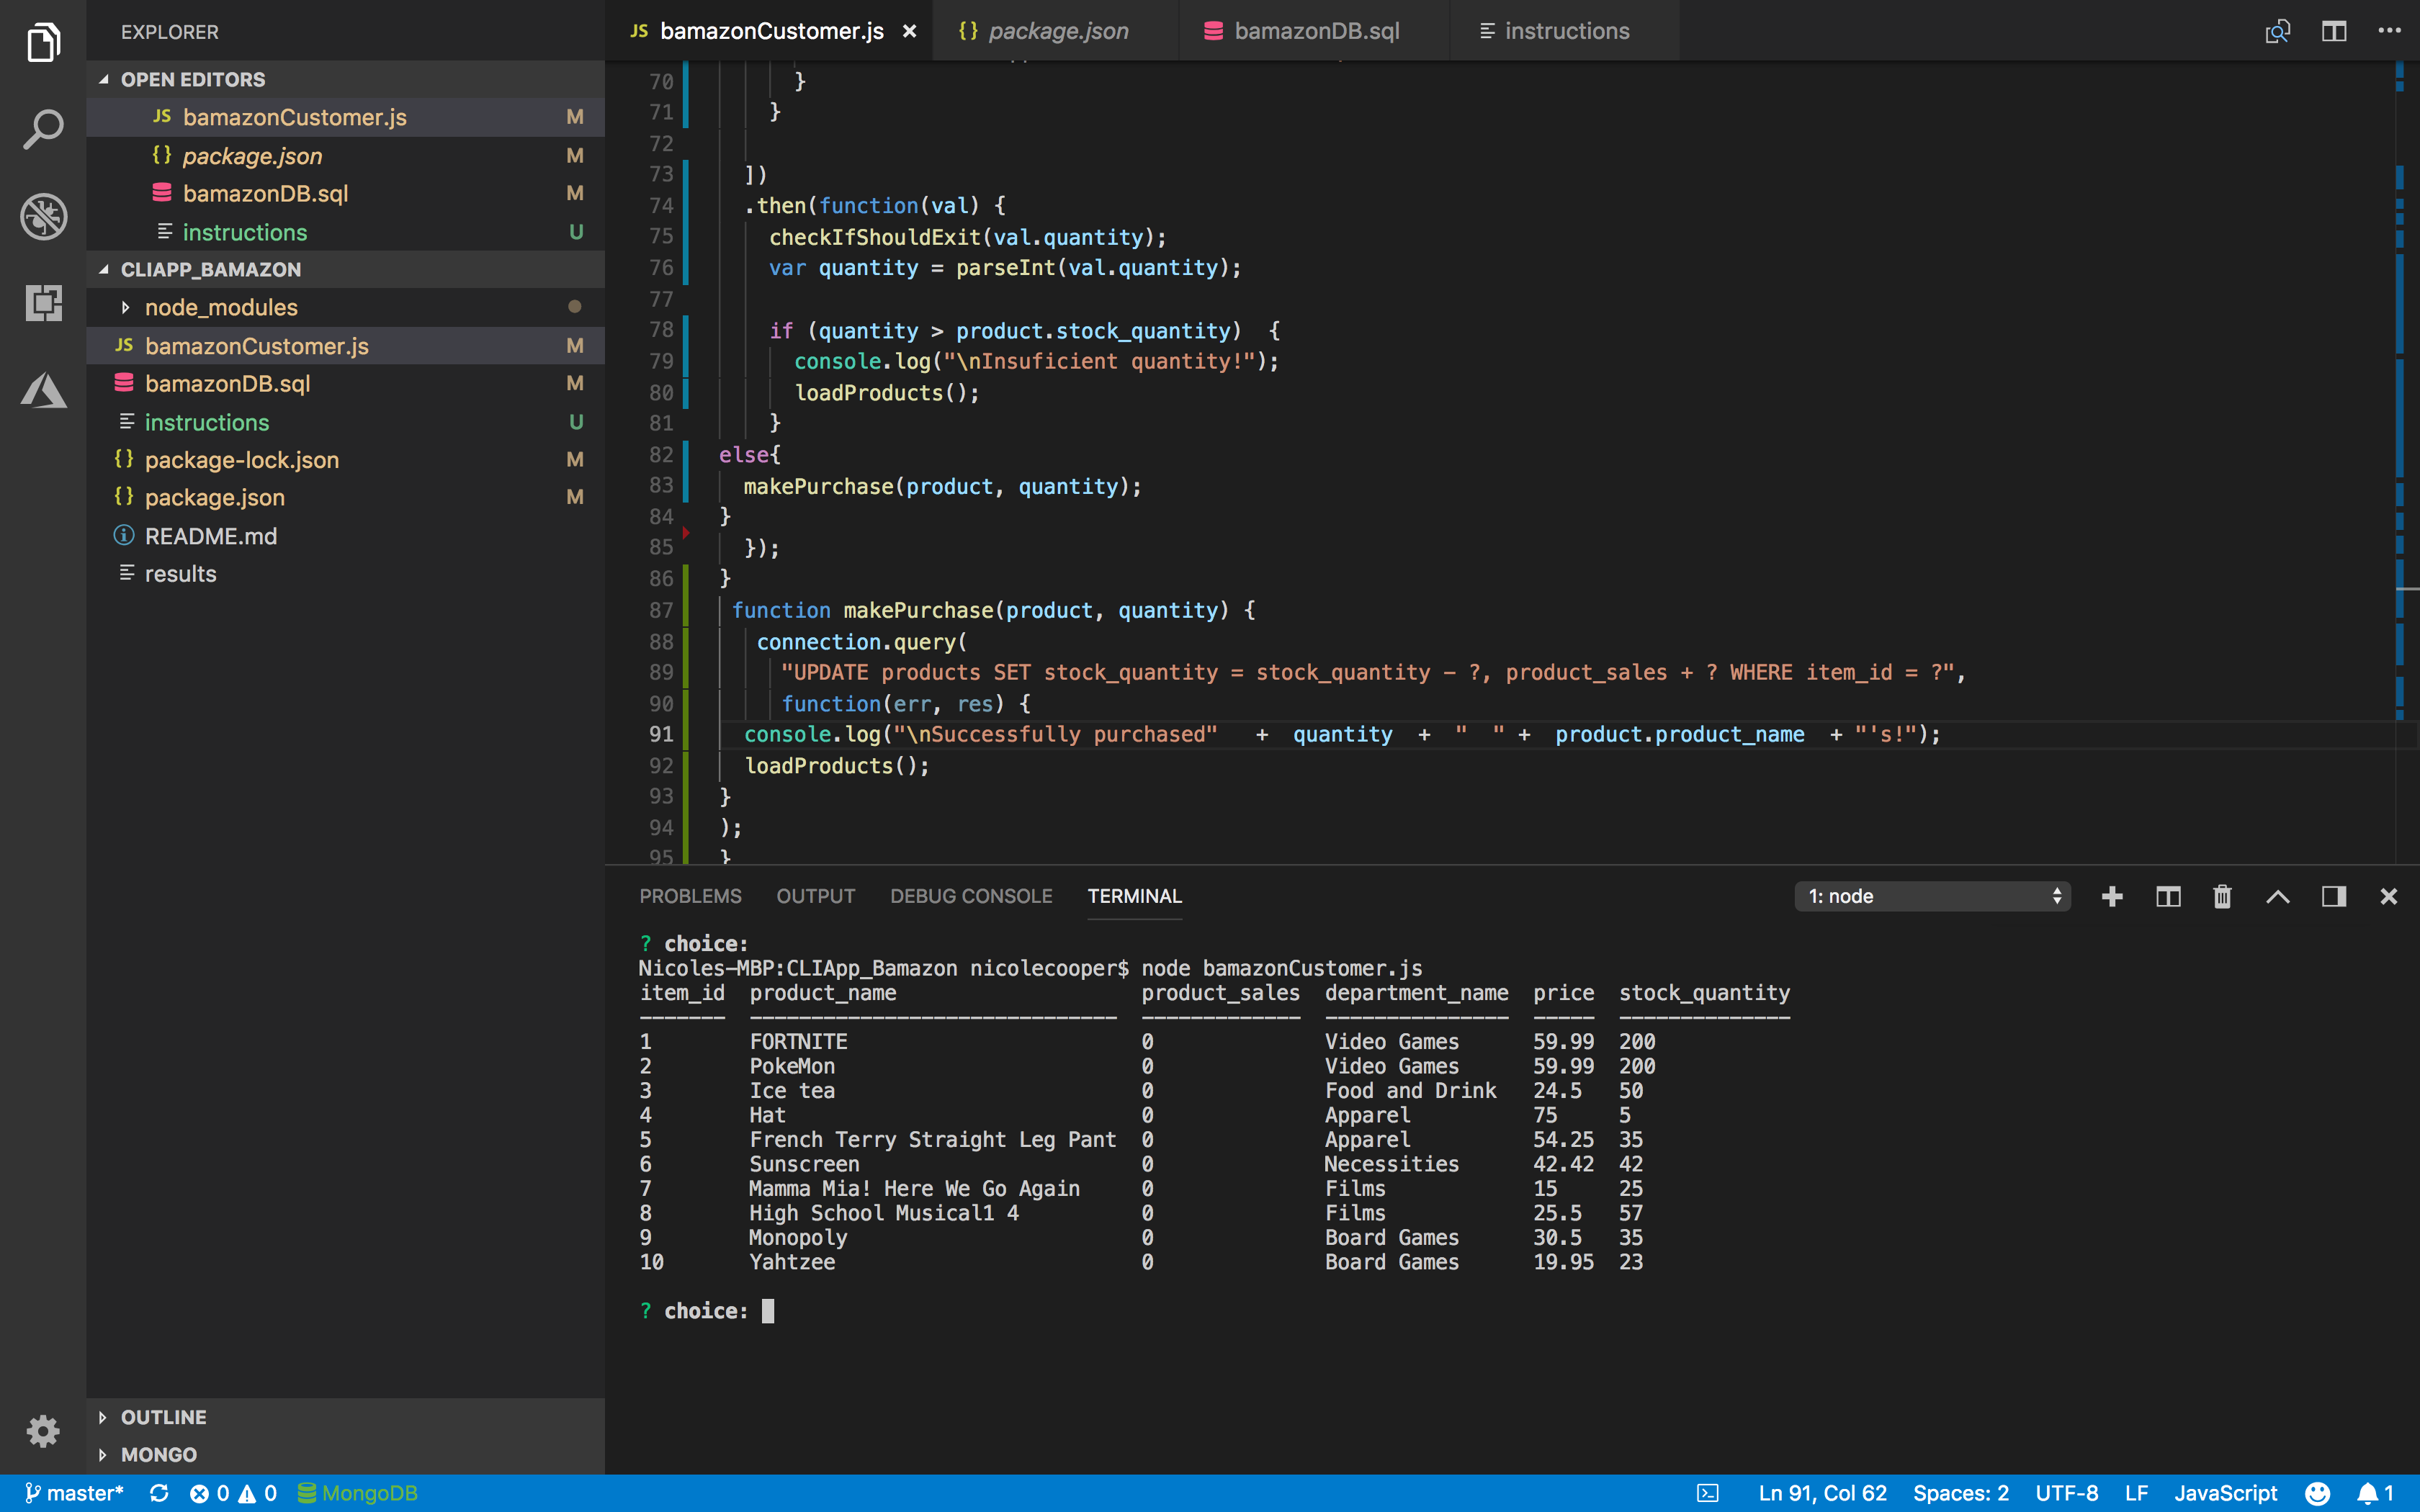 EXPLORER
OPEN EDITORS
JS bamazonCustomer.js M
{} package.json M
bamazonDB.sql M
instructions U
CLIAPP_BAMAZON
node_modules
JS bamazonCustomer.js M
bamazonDB.sql M
instructions U
{} package-lock.json M
{} package.json M
README.md
results
OUTLINE
MONGO
JS bamazonCustomer.js × {} package.json bamazonDB.sql instructions
70 }
71 }
72
73 ])
74 .then(function(val) {
75 checkIfShouldExit(val.quantity);
76 var quantity = parseInt(val.quantity);
77
78 if (quantity > product.stock_quantity)  {
79 console.log("\nInsuficient quantity!");
80 loadProducts();
81 }
82 else{
83 makePurchase(product, quantity);
84 }
85 });
86 }
87 function makePurchase(product, quantity) {
88 connection.query(
89 "UPDATE products SET stock_quantity = stock_quantity - ?, product_sales + ? WHERE item_id = ?",
90 function(err, res) {
91 console.log("\nSuccessfully purchased"   +  quantity  +  "  " +  product.product_name  + "'s!");
92 loadProducts();
93 }
94 );
95 }
PROBLEMS OUTPUT DEBUG CONSOLE TERMINAL 1: node
? choice:
Nicoles-MBP:CLIApp_Bamazon nicolecooper$ node bamazonCustomer.js
item_id  product_name                    product_sales  department_name  price  stock_quantity
-------  ------------------------------  -------------  ---------------  -----  --------------
1        FORTNITE                        0              Video Games      59.99  200
2        PokeMon                         0              Video Games      59.99  200
3        Ice tea                         0              Food and Drink   24.5   50
4        Hat                             0              Apparel          75     5
5        French Terry Straight Leg Pant  0              Apparel          54.25  35
6        Sunscreen                       0              Necessities      42.42  42
7        Mamma Mia! Here We Go Again     0              Films            15     25
8        High School Musical1 4          0              Films            25.5   57
9        Monopoly                        0              Board Games      30.5   35
10       Yahtzee                         0              Board Games      19.95  23
? choice:
master* 0 0 MongoDB Ln 91, Col 62 Spaces: 2 UTF-8 LF JavaScript 1